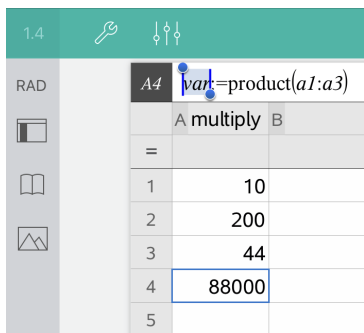 1.4
RAD
A4 var:=product(a1:a3)
A multiply B
=
1 10
2 200
3 44
4 88000
5